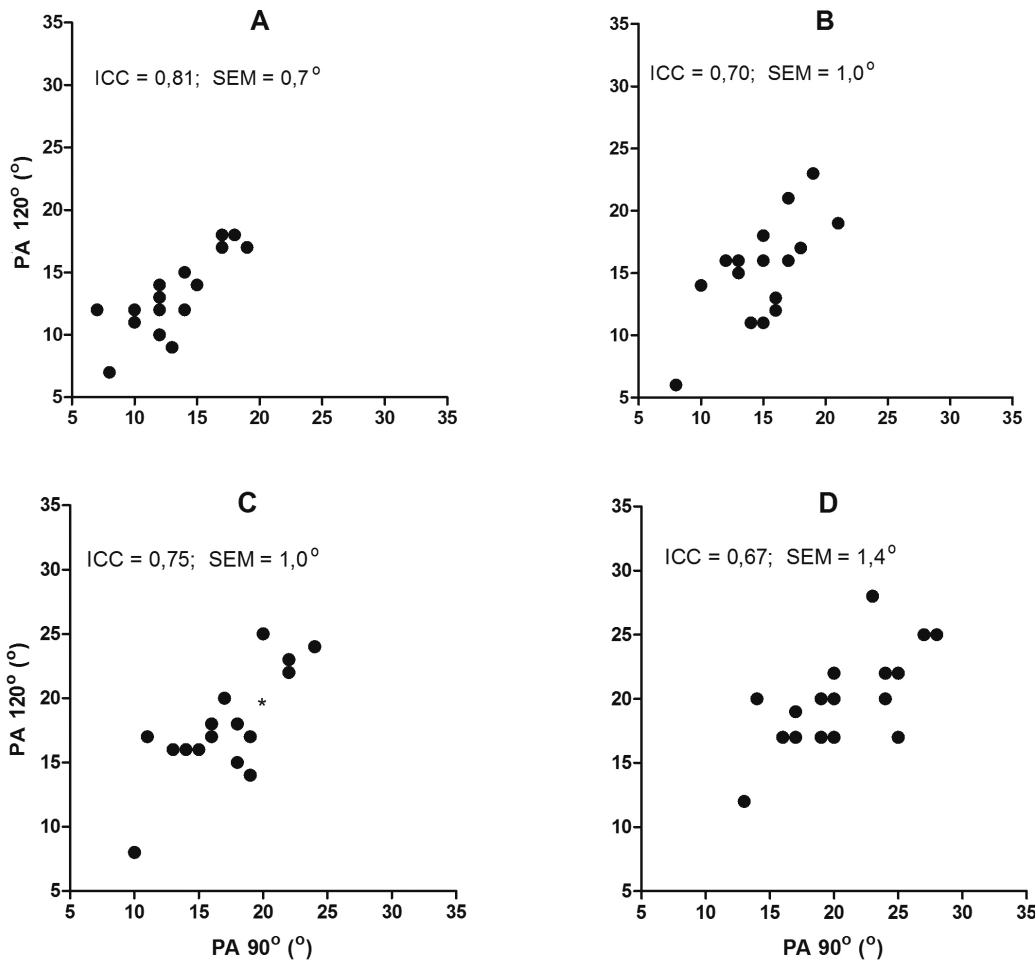 A
ICC = 0,81; SEM = 0,7°
PA 120° (°)
35
30
25
20
15
10
5
5 10 15 20 25 30 35
B
ICC = 0,70; SEM = 1,0°
35
30
25
20
15
10
5
5 10 15 20 25 30 35
C
ICC = 0,75; SEM = 1,0°
PA 120° (°)
35
30
25
20
15
10
5
*
5 10 15 20 25 30 35
PA 90° (°)
D
ICC = 0,67; SEM = 1,4°
35
30
25
20
15
10
5
5 10 15 20 25 30 35
PA 90° (°)